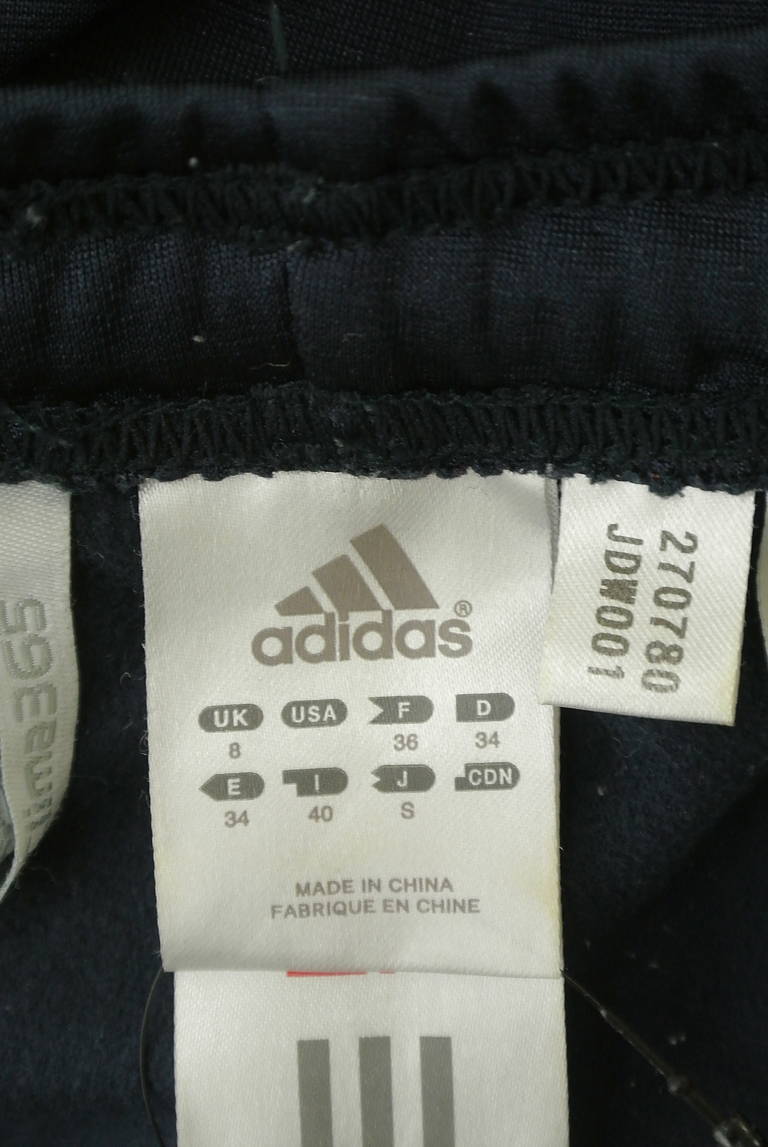 adidas®
UK USA F D
8 36 34
E I J CDN
34 40 S
MADE IN CHINA
FABRIQUE EN CHINE
270780
JDW001